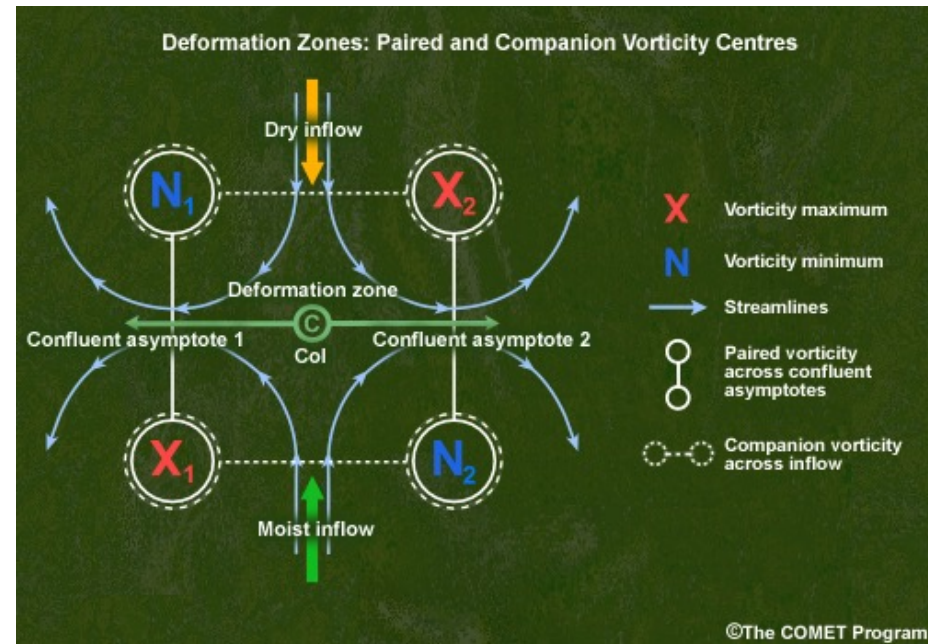 Deformation Zones: Paired and Companion Vorticity Centres
Dry inflow
N1
X2
Deformation zone
Confluent asymptote 1
C
Col
Confluent asymptote 2
X1
N2
Moist inflow
X Vorticity maximum
N Vorticity minimum
Streamlines
Paired vorticity
across confluent
asymptotes
Companion vorticity
across inflow
©The COMET Program